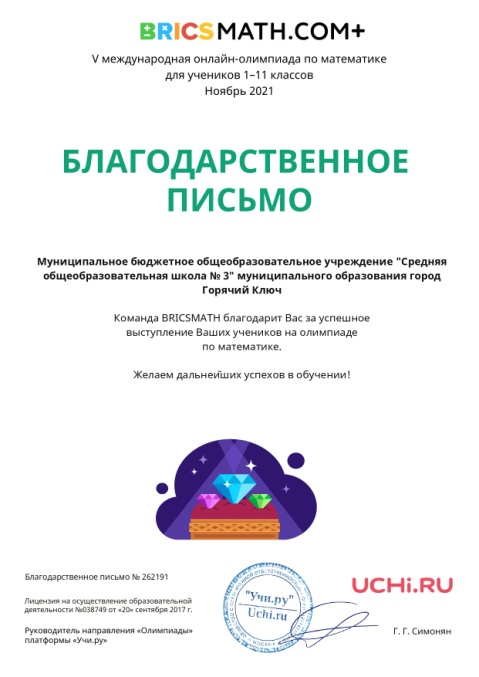 BRICSMATH.COM+
V международная онлайн-олимпиада по математике
для учеников 1–11 классов
Ноябрь 2021
БЛАГОДАРСТВЕННОЕ
ПИСЬМО
Муниципальное бюджетное общеобразовательное учреждение "Средняя
общеобразовательная школа № 3" муниципального образования город
Горячий Ключ
Команда BRICSMATH благодарит Вас за успешное
выступление Ваших учеников на олимпиаде
по математике.
Желаем дальнейших успехов в обучении!
Благодарственное письмо № 262191
Лицензия на осуществление образовательной
деятельности №038749 от «20» сентября 2017 г.
Руководитель направления «Олимпиады»
платформы «Учи.ру»
"Учи.ру"
Uchi.ru
UCHi.RU
Г. Г. Симонян